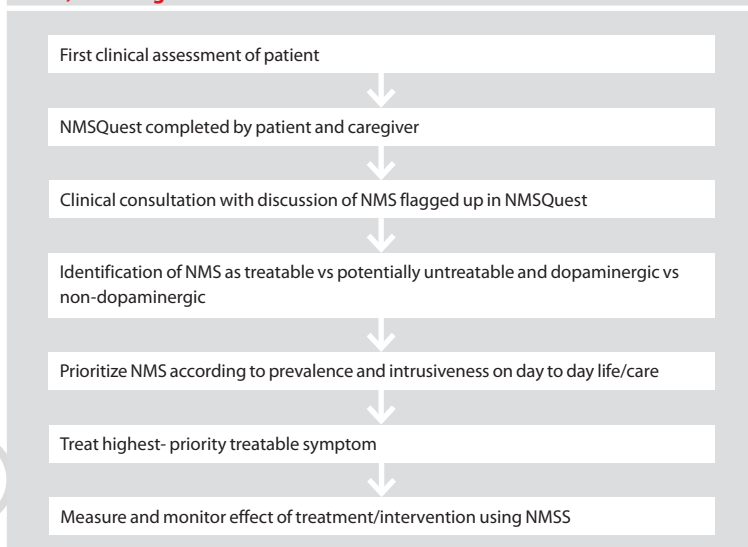 First clinical assessment of patient
NMSQuest completed by patient and caregiver
Clinical consultation with discussion of NMS flagged up in NMSQuest
Identification of NMS as treatable vs potentially untreatable and dopaminergic vs
non-dopaminergic
Prioritize NMS according to prevalence and intrusiveness on day to day life/care
Treat highest- priority treatable symptom
Measure and monitor effect of treatment/intervention using NMSS